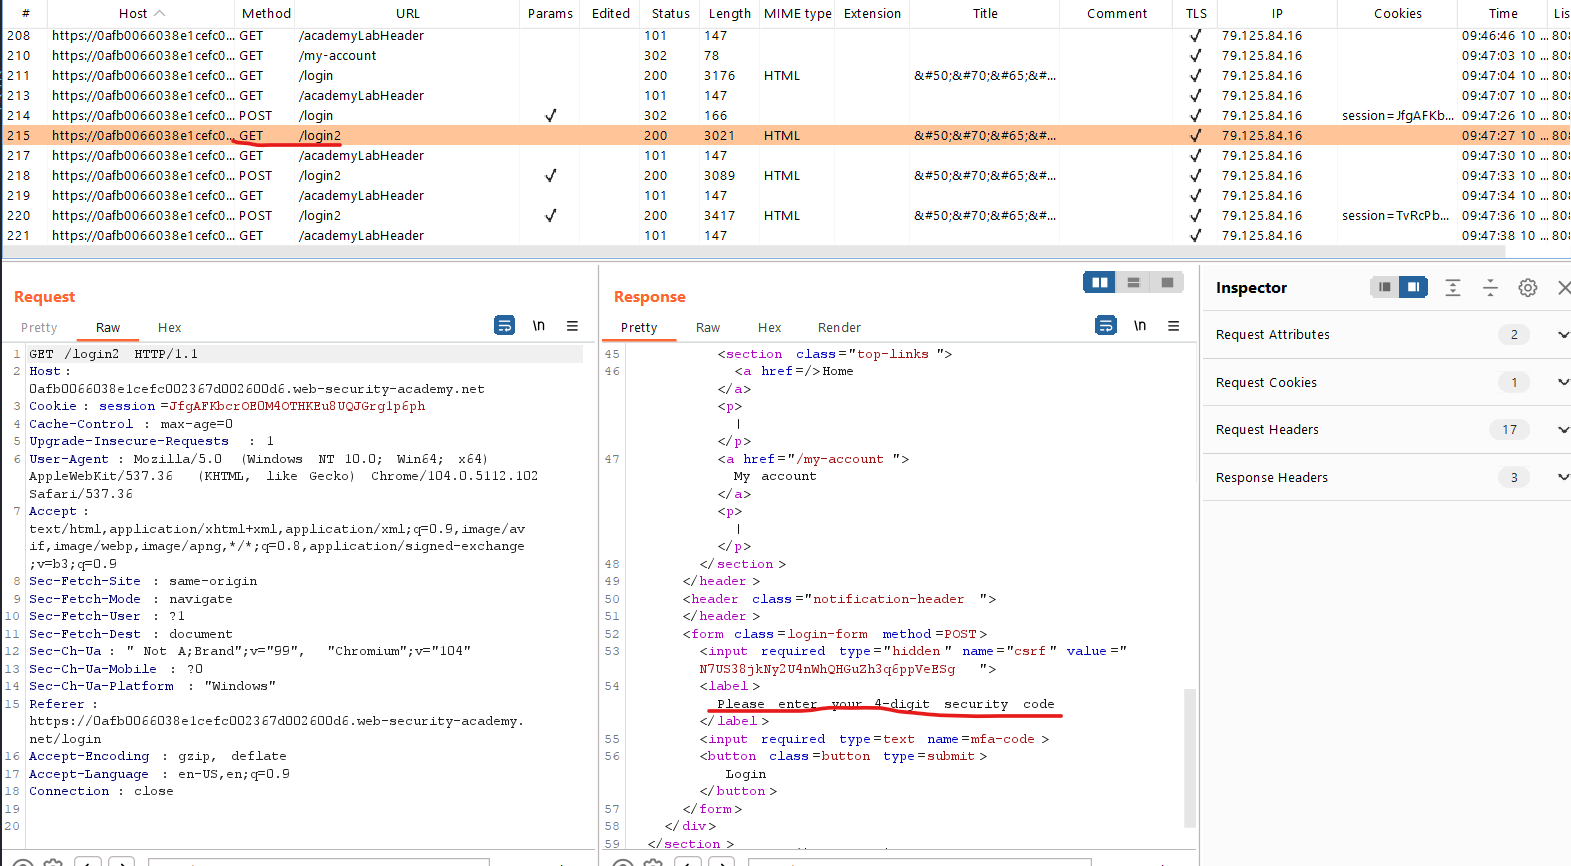 # Host Method URL Params Edited Status Length MIME type Extension Title Comment TLS IP Cookies Time Lis
208 https://0afb0066038e1cefc0... GET /academyLabHeader 101 147 ✓ 79.125.84.16 09:46:46 10 ... 808
210 https://0afb0066038e1cefc0... GET /my-account 302 78 ✓ 79.125.84.16 09:47:03 10 ... 808
211 https://0afb0066038e1cefc0... GET /login 200 3176 HTML &#50;&#70;&#65;&#... ✓ 79.125.84.16 09:47:04 10 ... 808
213 https://0afb0066038e1cefc0... GET /academyLabHeader 101 147 ✓ 79.125.84.16 09:47:07 10 ... 808
214 https://0afb0066038e1cefc0... POST /login ✓ 302 166 ✓ 79.125.84.16 session=JfgAFKb... 09:47:26 10 ... 808
215 https://0afb0066038e1cefc0... GET /login2 200 3021 HTML &#50;&#70;&#65;&#... ✓ 79.125.84.16 09:47:27 10 ... 808
217 https://0afb0066038e1cefc0... GET /academyLabHeader 101 147 ✓ 79.125.84.16 09:47:30 10 ... 808
218 https://0afb0066038e1cefc0... POST /login2 ✓ 200 3089 HTML &#50;&#70;&#65;&#... ✓ 79.125.84.16 09:47:33 10 ... 808
219 https://0afb0066038e1cefc0... GET /academyLabHeader 101 147 ✓ 79.125.84.16 09:47:34 10 ... 808
220 https://0afb0066038e1cefc0... POST /login2 ✓ 200 3417 HTML &#50;&#70;&#65;&#... ✓ 79.125.84.16 session=TvRcPb... 09:47:36 10 ... 808
221 https://0afb0066038e1cefc0... GET /academyLabHeader 101 147 ✓ 79.125.84.16 09:47:38 10 ... 808
Request
Pretty Raw Hex \n
1 GET /login2 HTTP/1.1
2 Host :
0afb0066038e1cefc002367d002600d6.web-security-academy.net
3 Cookie : session =JfgAFKbcrOE0M4OTHKEu8UQJGrg1p6ph
4 Cache-Control : max-age=0
5 Upgrade-Insecure-Requests : 1
6 User-Agent : Mozilla/5.0 (Windows NT 10.0; Win64; x64)
AppleWebKit/537.36 (KHTML, like Gecko) Chrome/104.0.5112.102
Safari/537.36
7 Accept :
text/html,application/xhtml+xml,application/xml;q=0.9,image/av
if,image/webp,image/apng,*/*;q=0.8,application/signed-exchange
;v=b3;q=0.9
8 Sec-Fetch-Site : same-origin
9 Sec-Fetch-Mode : navigate
10 Sec-Fetch-User : ?1
11 Sec-Fetch-Dest : document
12 Sec-Ch-Ua : " Not A;Brand";v="99", "Chromium";v="104"
13 Sec-Ch-Ua-Mobile : ?0
14 Sec-Ch-Ua-Platform : "Windows"
15 Referer :
https://0afb0066038e1cefc002367d002600d6.web-security-academy.
net/login
16 Accept-Encoding : gzip, deflate
17 Accept-Language : en-US,en;q=0.9
18 Connection : close
19
20
Response
Pretty Raw Hex Render \n
45 <section class="top-links ">
46 <a href=/>Home
</a>
<p>
|
</p>
47 <a href="/my-account ">
My account
</a>
<p>
|
</p>
48 </section >
49 </header >
50 <header class="notification-header ">
51 </header >
52 <form class=login-form method=POST>
53 <input required type="hidden" name="csrf" value="
N7US38jkNy2U4nWhQHGuZh3q6ppVeESg ">
54 <label >
Please enter your 4-digit security code
</label >
55 <input required type=text name=mfa-code >
56 <button class=button type=submit >
Login
</button >
57 </form>
58 </div>
59 </section >
Inspector
Request Attributes 2
Request Cookies 1
Request Headers 17
Response Headers 3